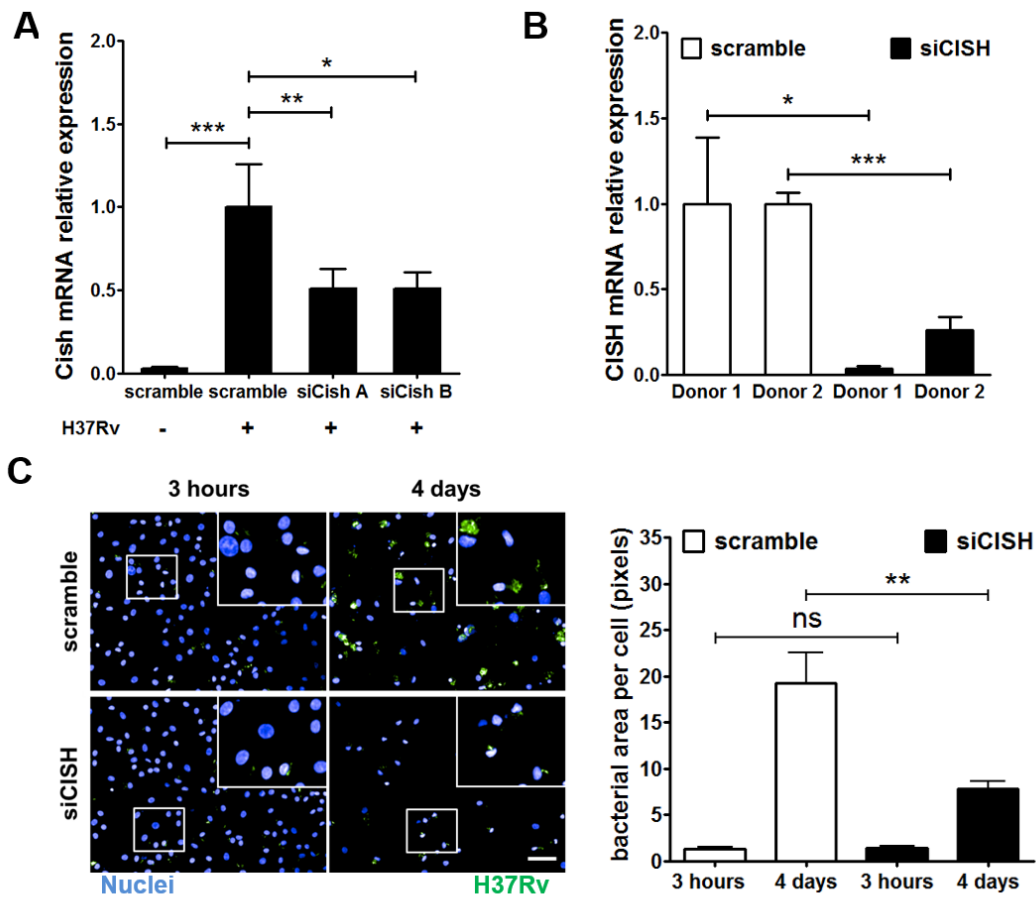 A
Cish mRNA relative expression
2.0
1.5
1.0
0.5
0.0
*
**
***
scramble scramble siCish A siCish B
H37Rv - + + +
B
CISH mRNA relative expression
2.0
1.5
1.0
0.5
0.0
scramble siCISH
*
***
Donor 1 Donor 2 Donor 1 Donor 2
C
3 hours 4 days
scramble
siCISH
Nuclei H37Rv
bacterial area per cell (pixels)
35
30
25
20
15
10
5
0
scramble siCISH
**
ns
3 hours 4 days 3 hours 4 days